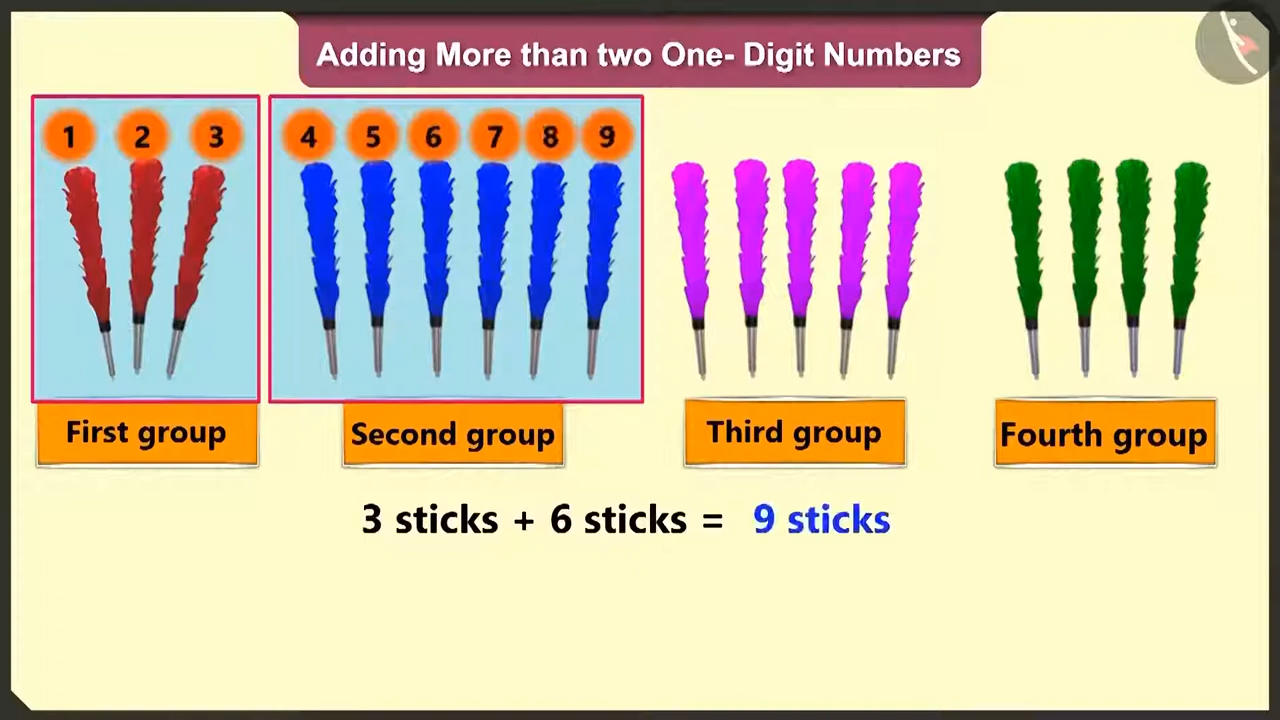 Adding More than two One- Digit Numbers
1 2 3 4 5 6 7 8 9
First group
Second group
Third group
Fourth group
3 sticks + 6 sticks = 9 sticks